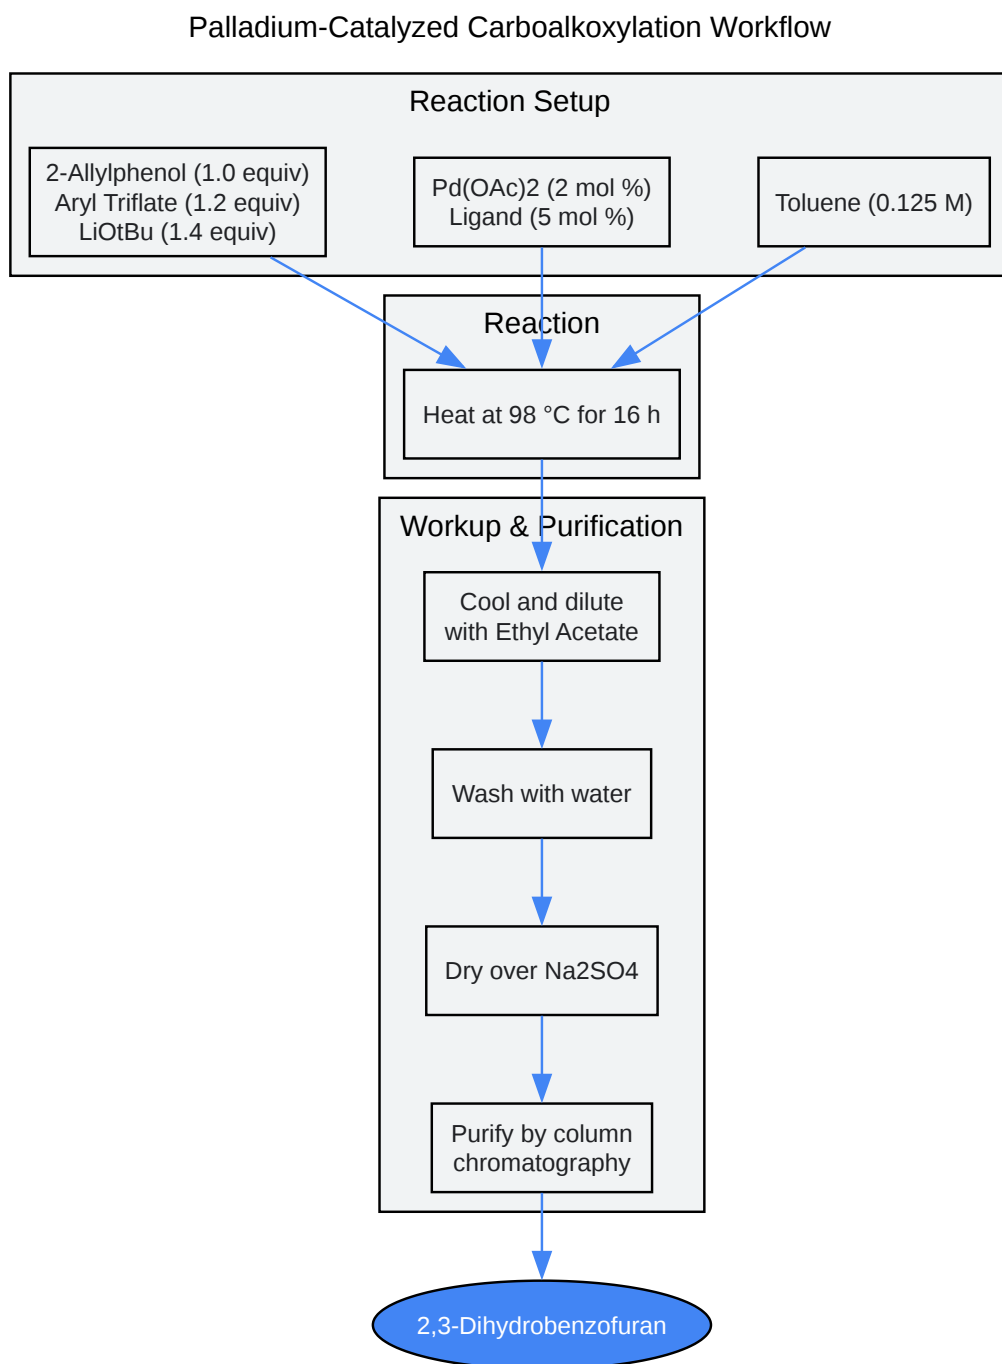 Palladium-Catalyzed Carboalkoxylation Workflow
Reaction Setup
2-Allylphenol (1.0 equiv)
Aryl Triflate (1.2 equiv)
LiOtBu (1.4 equiv)
Pd(OAc)2 (2 mol %)
Ligand (5 mol %)
Toluene (0.125 M)
Reaction
Heat at 98 °C for 16 h
Workup & Purification
Cool and dilute
with Ethyl Acetate
Wash with water
Dry over Na2SO4
Purify by column
chromatography
2,3-Dihydrobenzofuran